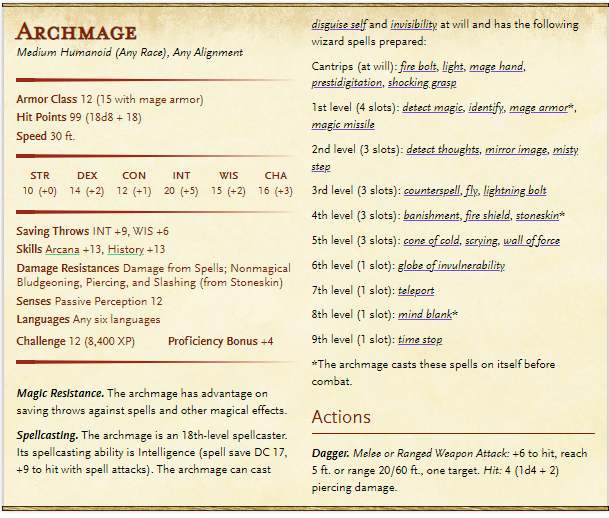 Archmage
Medium Humanoid (Any Race), Any Alignment
Armor Class 12 (15 with mage armor)
Hit Points 99 (18d8 + 18)
Speed 30 ft.
STR DEX CON INT WIS CHA
10 (+0) 14 (+2) 12 (+1) 20 (+5) 15 (+2) 16 (+3)
Saving Throws INT +9, WIS +6
Skills Arcana +13, History +13
Damage Resistances Damage from Spells; Nonmagical
Bludgeoning, Piercing, and Slashing (from Stoneskin)
Senses Passive Perception 12
Languages Any six languages
Challenge 12 (8,400 XP) Proficiency Bonus +4
Magic Resistance. The archmage has advantage on
saving throws against spells and other magical effects.
Spellcasting. The archmage is an 18th-level spellcaster.
Its spellcasting ability is Intelligence (spell save DC 17,
+9 to hit with spell attacks). The archmage can cast
disguise self and invisibility at will and has the following
wizard spells prepared:
Cantrips (at will): fire bolt, light, mage hand,
prestidigitation, shocking grasp
1st level (4 slots): detect magic, identify, mage armor*,
magic missile
2nd level (3 slots): detect thoughts, mirror image, misty
step
3rd level (3 slots): counterspell, fly, lightning bolt
4th level (3 slots): banishment, fire shield, stoneskin*
5th level (3 slots): cone of cold, scrying, wall of force
6th level (1 slot): globe of invulnerability
7th level (1 slot): teleport
8th level (1 slot): mind blank*
9th level (1 slot): time stop
*The archmage casts these spells on itself before
combat.
Actions
Dagger. Melee or Ranged Weapon Attack: +6 to hit, reach
5 ft. or range 20/60 ft., one target. Hit: 4 (1d4 + 2)
piercing damage.